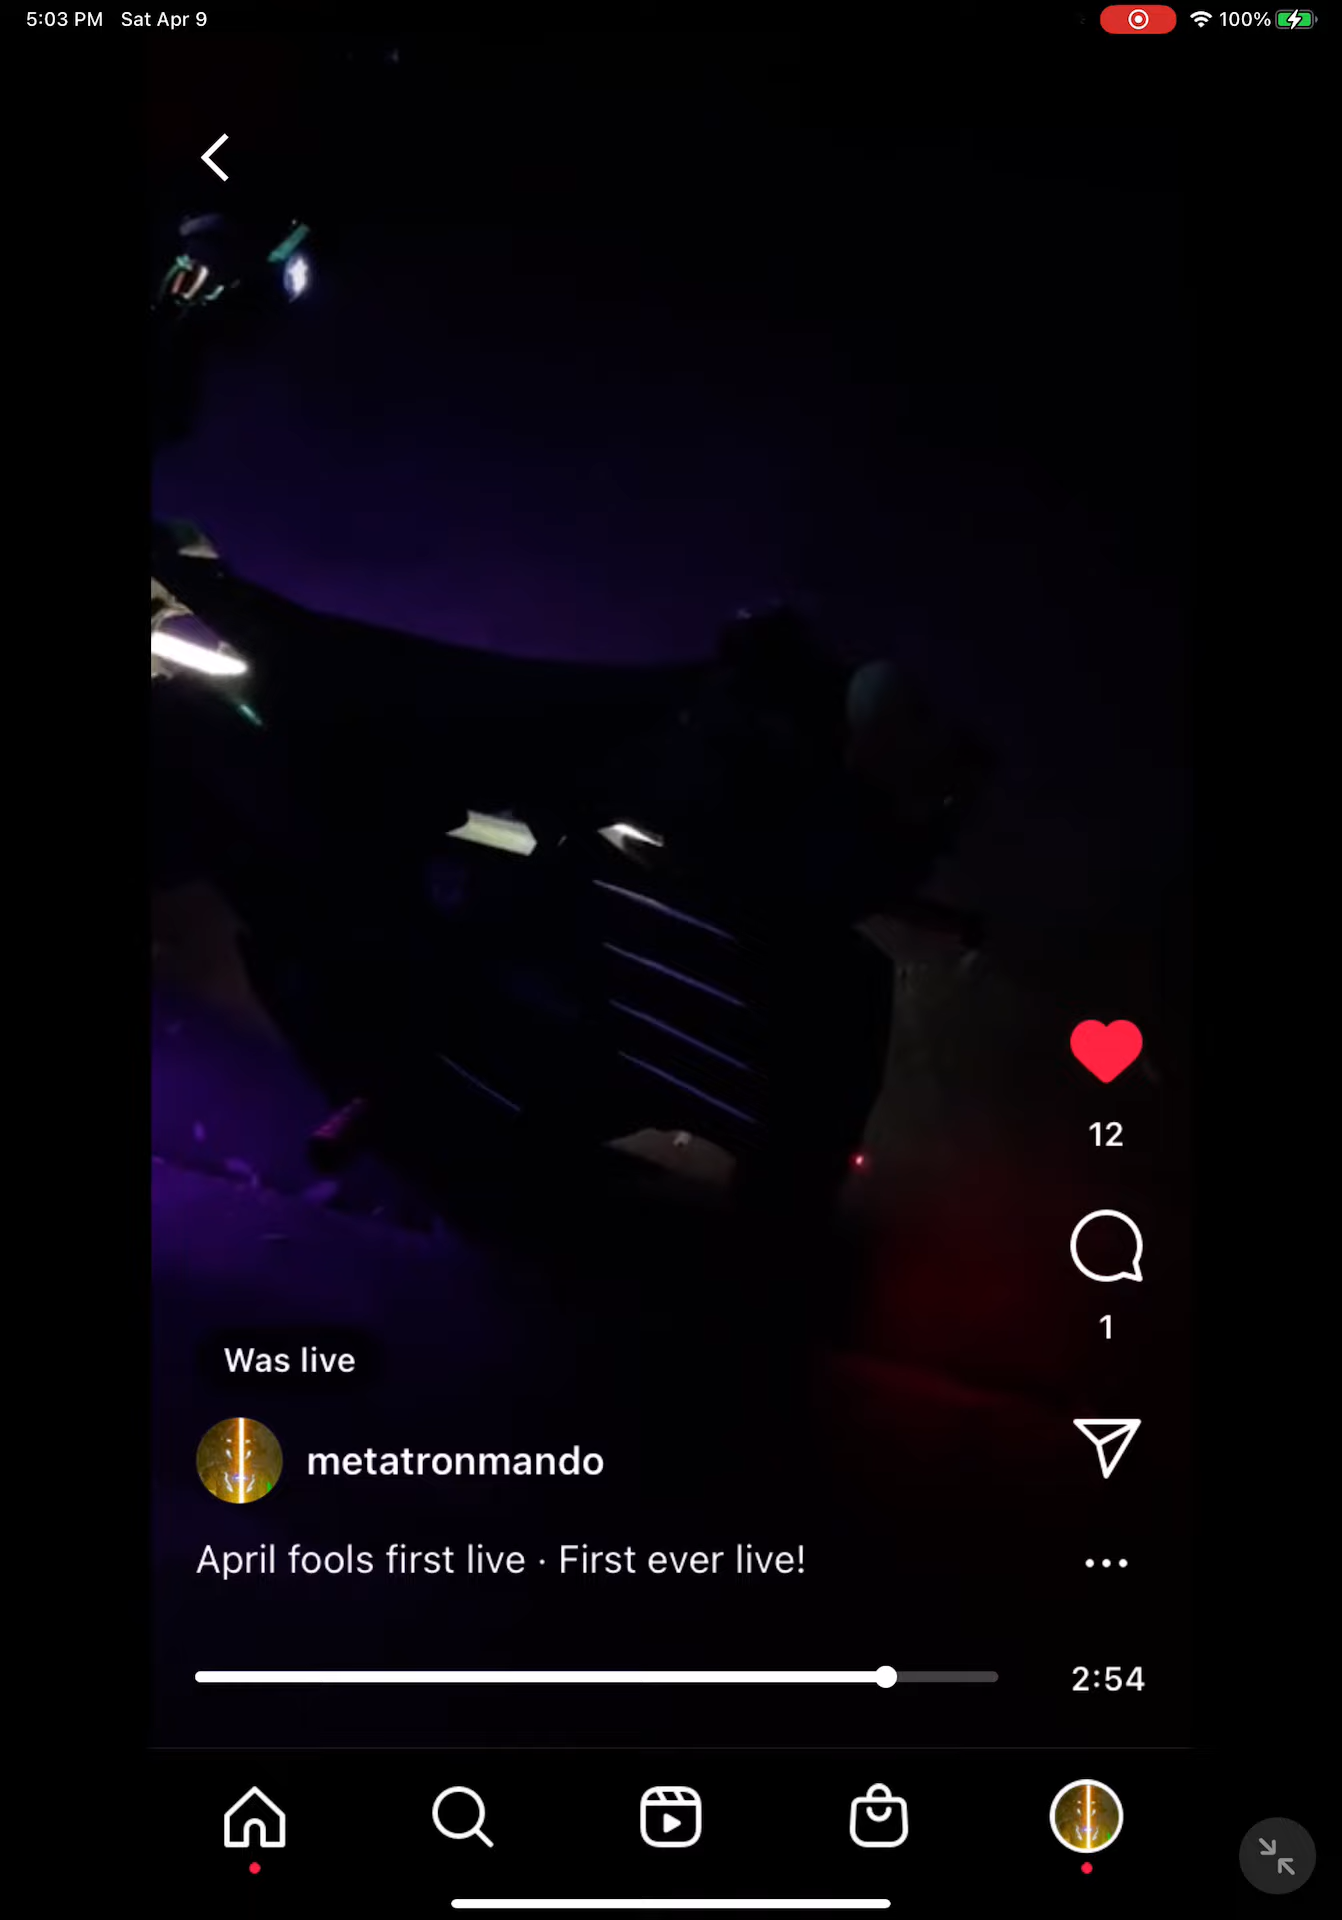 5:03 PM Sat Apr 9
100%
12
1
Was live
metatronmando
April fools first live · First ever live!
2:54